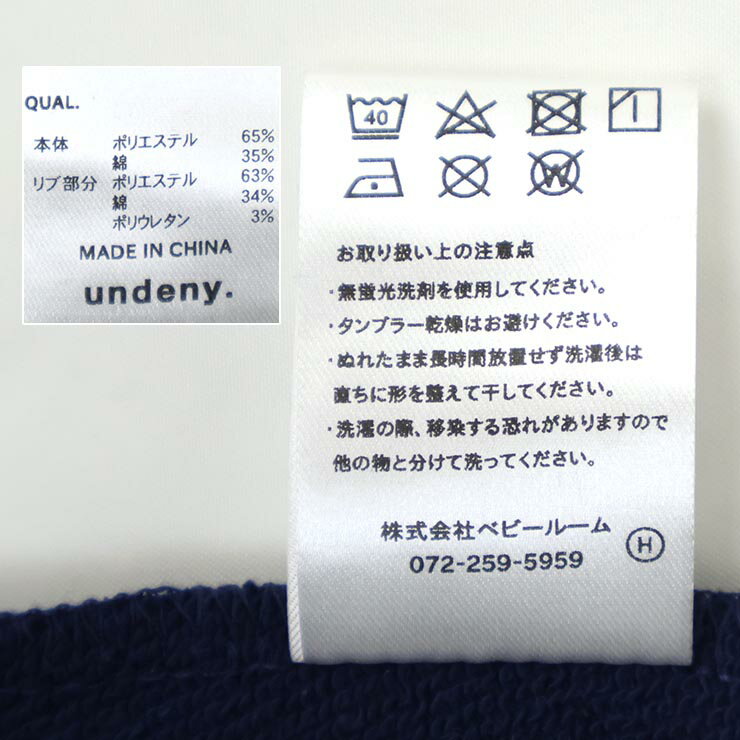 QUAL.
本体 ポリエステル 65%
綿 35%
リブ部分 ポリエステル 63%
綿 34%
ポリウレタン 3%
MADE IN CHINA
undeny.
40
W
お取り扱い上の注意点
・無蛍光洗剤を使用してください。
・タンブラー乾燥はお避けください。
・ぬれたまま長時間放置せず洗濯後は
直ちに形を整えて干してください。
・洗濯の際、移染する恐れがありますので
他の物と分けて洗ってください。
株式会社ベビールーム
072-259-5959
H